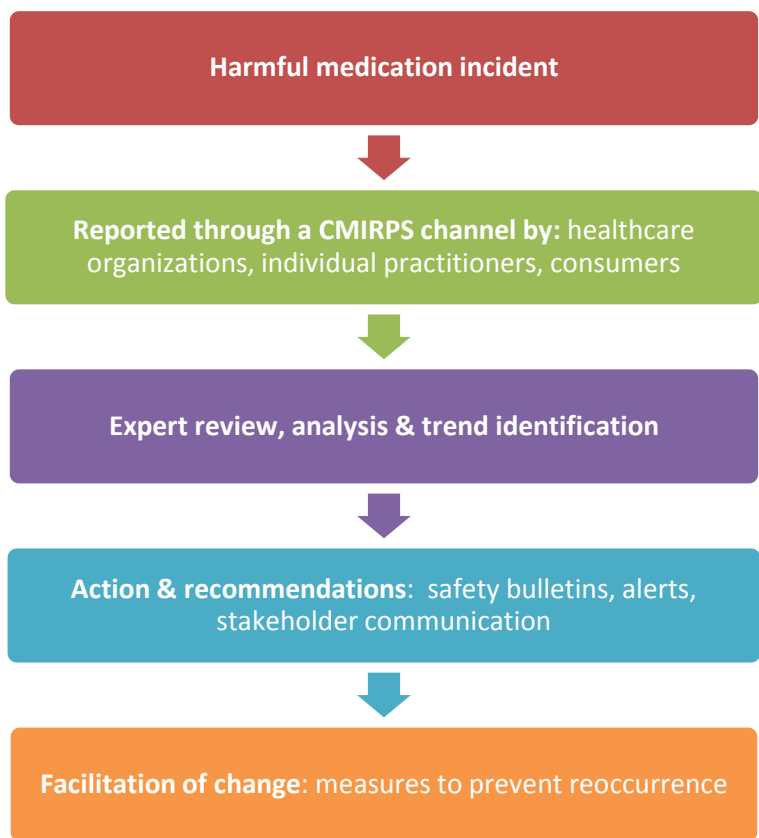 Harmful medication incident
Reported through a CMIRPS channel by: healthcare
organizations, individual practitioners, consumers
Expert review, analysis & trend identification
Action & recommendations:  safety bulletins, alerts,
stakeholder communication
Facilitation of change: measures to prevent reoccurrence